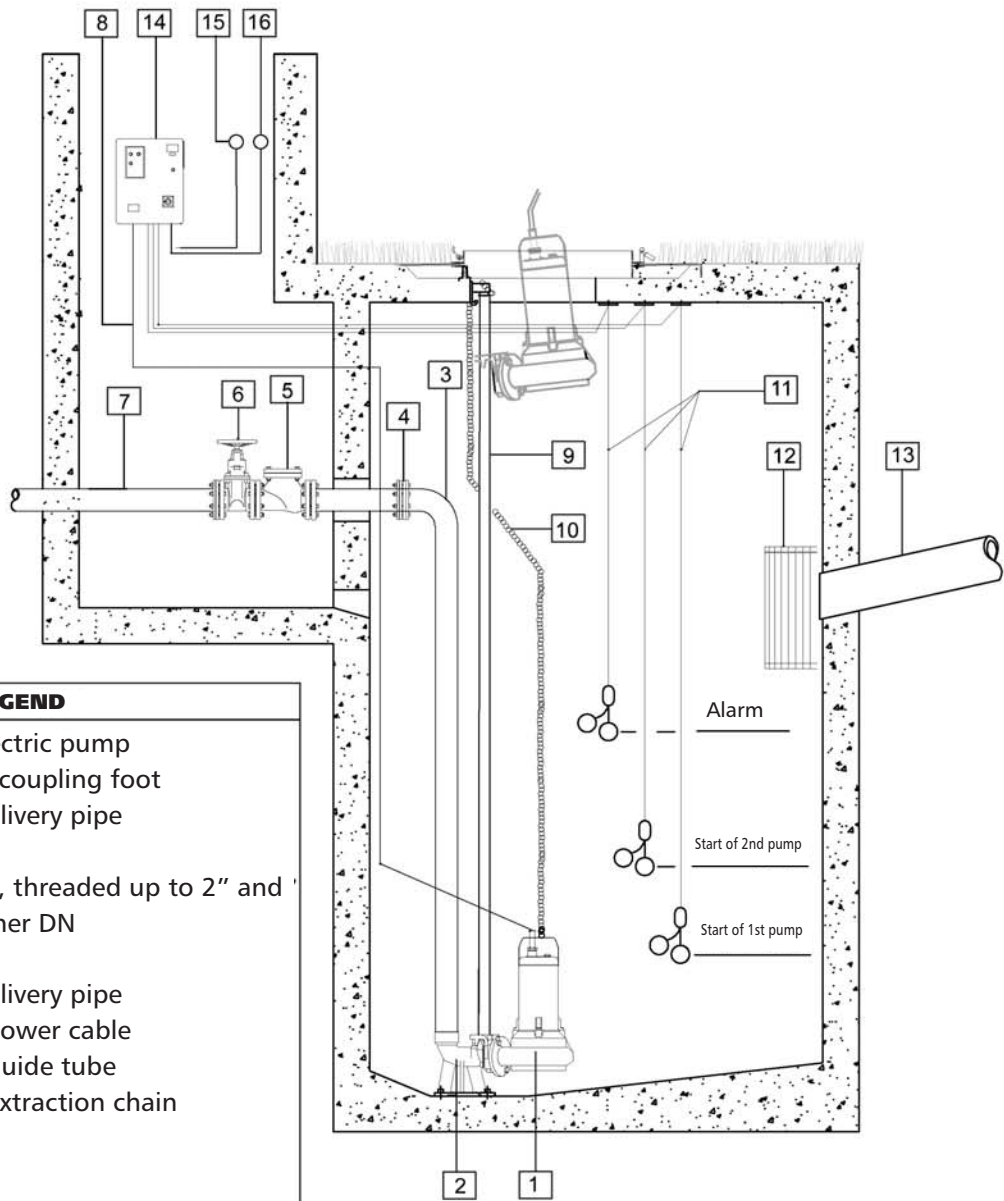 8
14
15
16
3
7
6
5
4
9
11
12
13
10
Alarm
Start of 2nd pump
Start of 1st pump
GEND
ctric pump
coupling foot
livery pipe
, threaded up to 2” and
er DN
livery pipe
ower cable
uide tube
xtraction chain
2
1